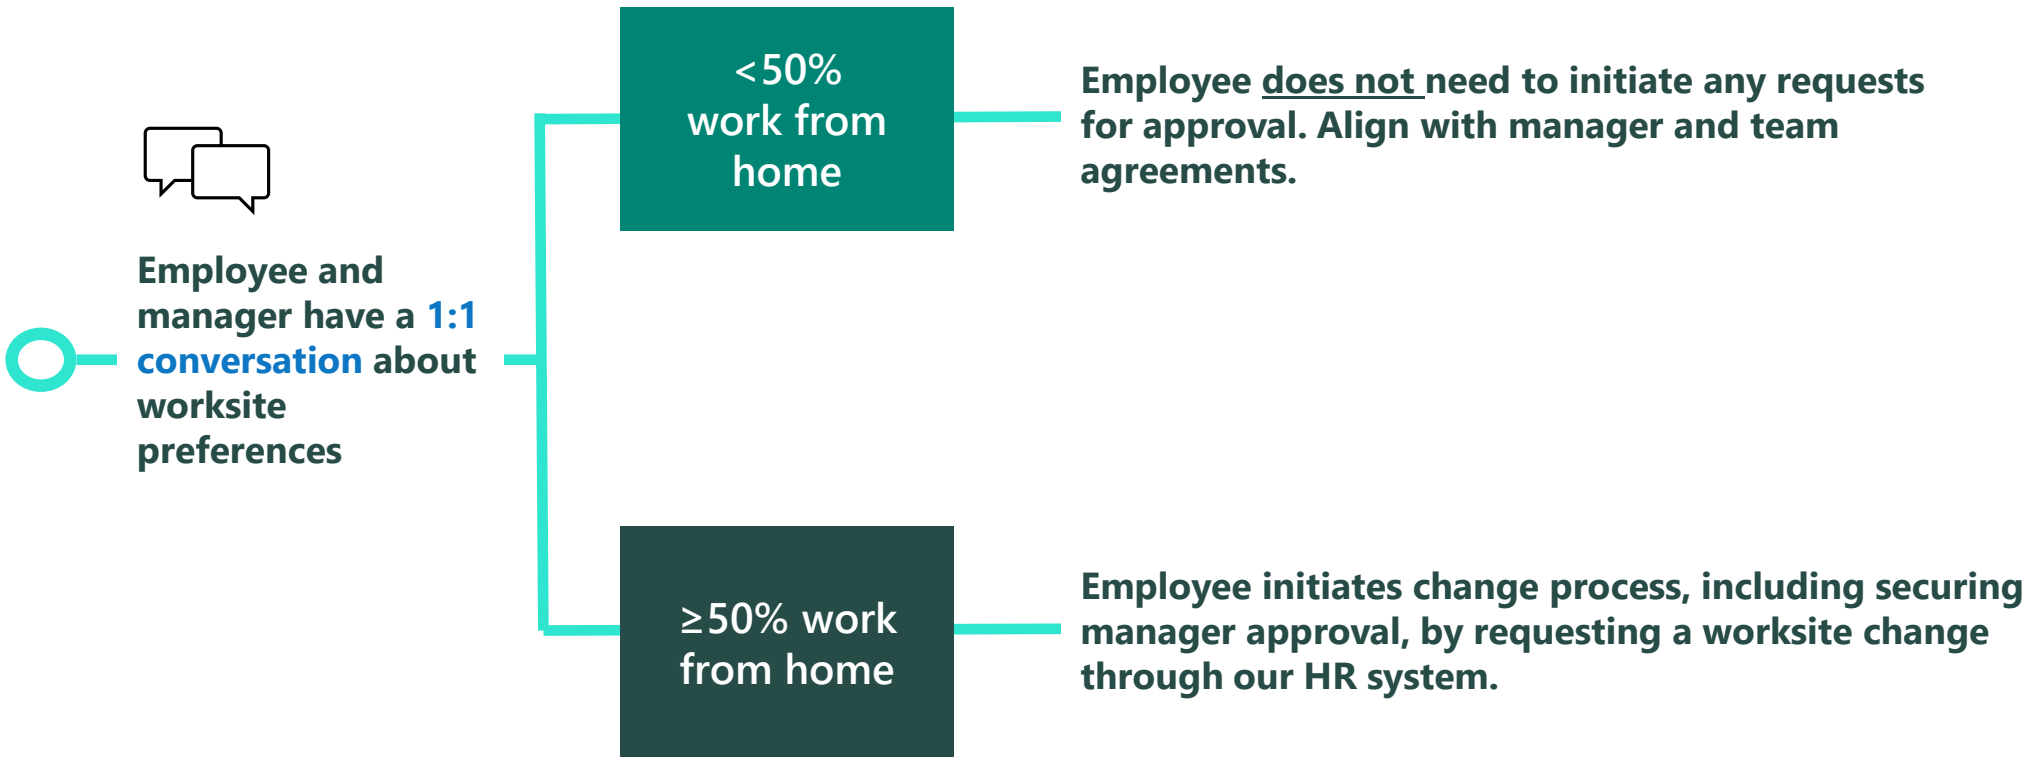 Employee and
manager have a 1:1
conversation about
worksite
preferences
<50%
work from
home
Employee does not need to initiate any requests
for approval. Align with manager and team
agreements.
≥50% work
from home
Employee initiates change process, including securing
manager approval, by requesting a worksite change
through our HR system.